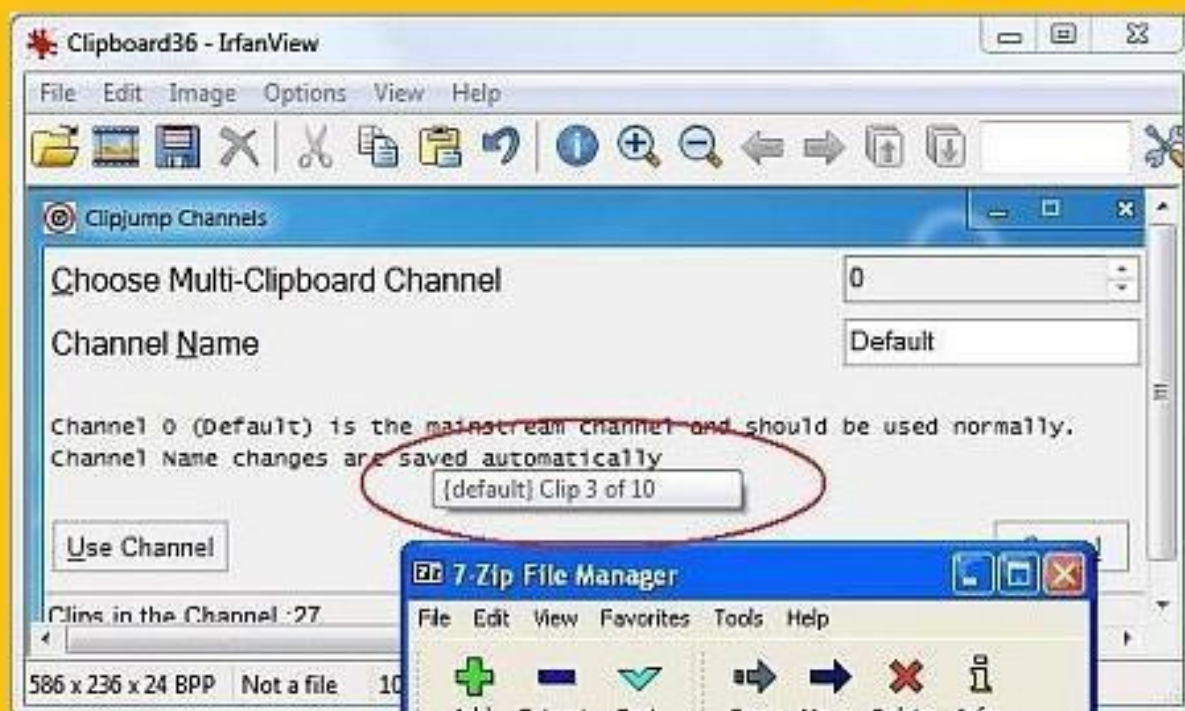 Clipboard36 - IrfanView
File Edit Image Options View Help
Clipjump Channels
Choose Multi-Clipboard Channel
0
Channel Name
Default
Channel 0 (Default) is the mainstream channel and should be used normally.
Channel Name changes are saved automatically
{default} Clip 3 of 10
Use Channel
7-Zip File Manager
File Edit View Favorites Tools Help
Clips in the Channel :27
586 x 236 x 24 BPP Not a file 10